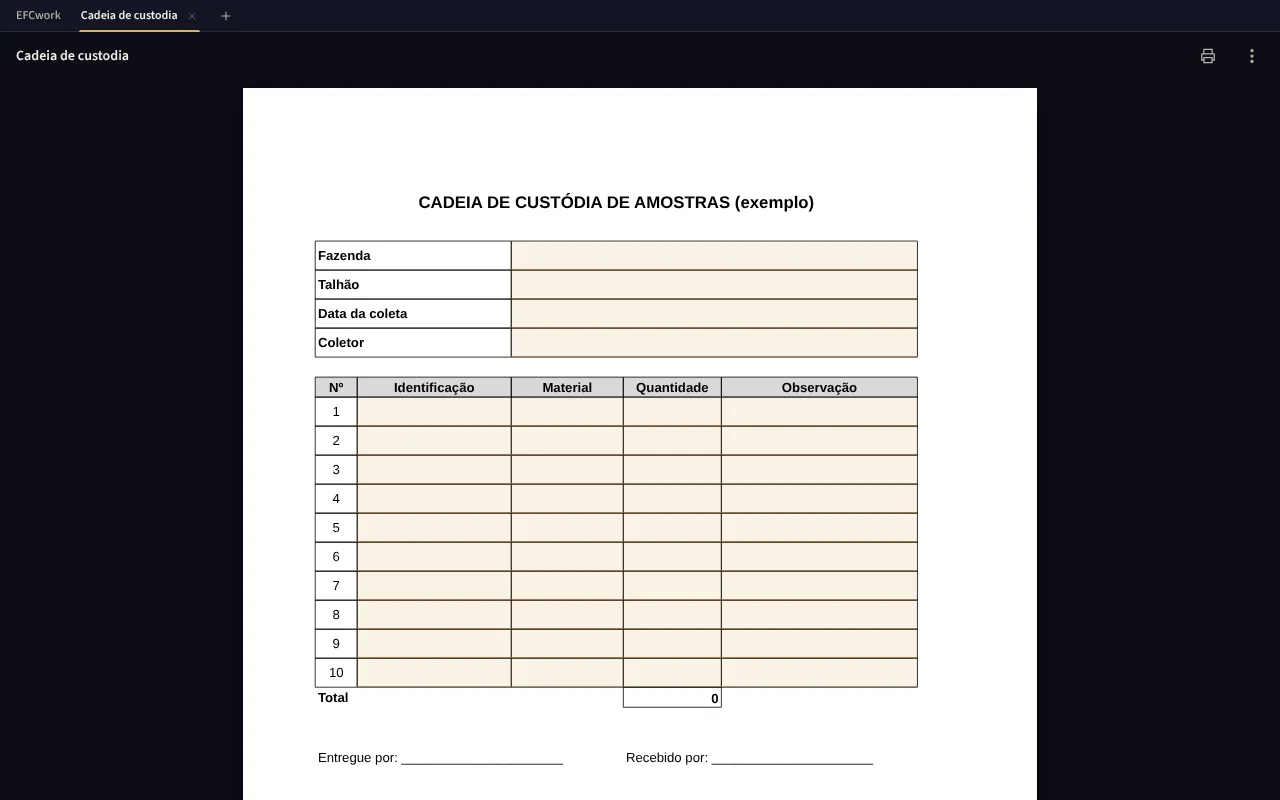 EFCwork
Cadeia de custodia
Cadeia de custodia
CADEIA DE CUSTÓDIA DE AMOSTRAS (exemplo)
Fazenda
Talhão
Data da coleta
Coletor
Nº Identificação Material Quantidade Observação
1
2
3
4
5
6
7
8
9
10
Total 0
Entregue por: ______________________ Recebido por: ______________________